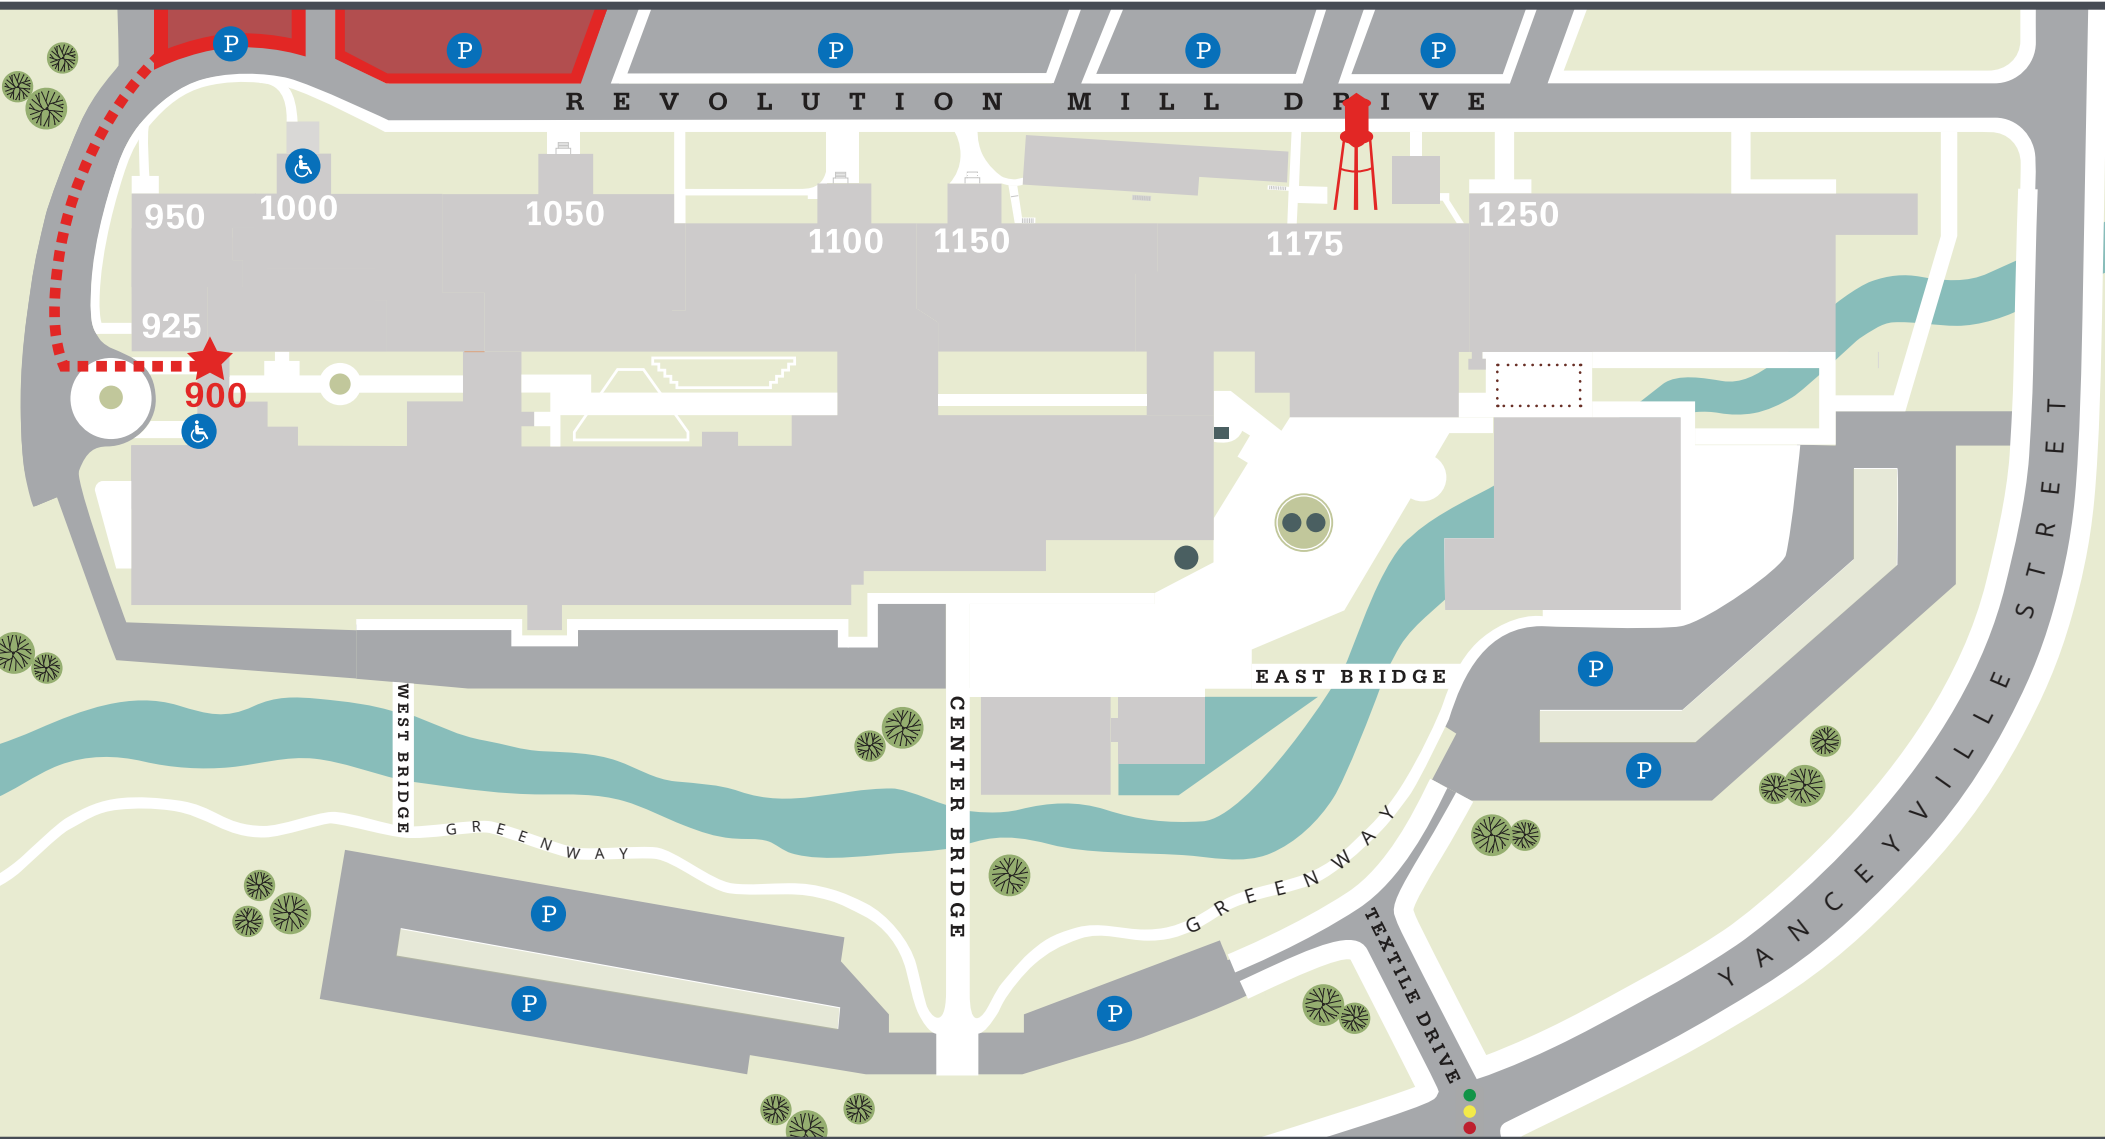 P
P
P
P
P
REVOLUTION MILL DRIVE
950
1000
1050
1100
1150
1175
1250
925
900
YANCEYVILLE STREET
EAST BRIDGE
P
P
WEST BRIDGE
CENTER BRIDGE
GREENWAY
GREENWAY
P
P
P
TEXTILE DRIVE